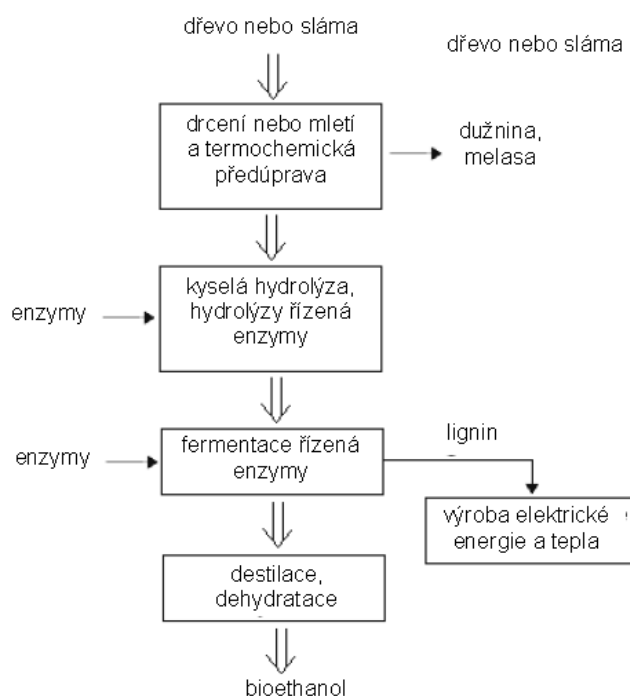 dřevo nebo sláma
dřevo nebo sláma
drcení nebo mletí
a termochemická
předúprava
dužnina,
melasa
kyselá hydrolýza,
hydrolýzy řízená
enzymy
enzymy
fermentace řízená
enzymy
enzymy
lignin
výroba elektrické
energie a tepla
destilace,
dehydratace
bioethanol